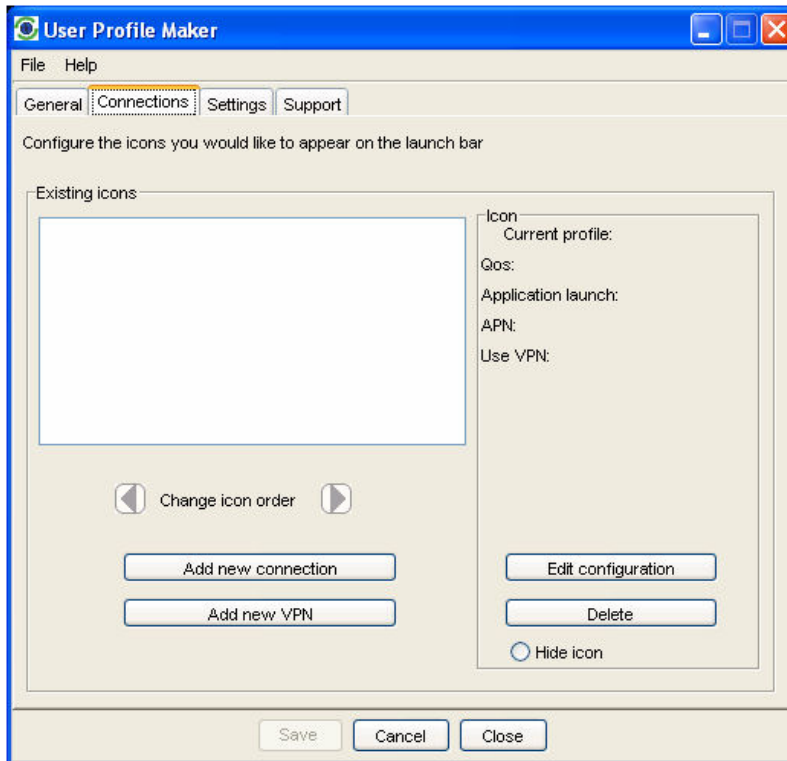 User Profile Maker
File Help
General Connections Settings Support
Configure the icons you would like to appear on the launch bar
Existing icons
Icon
Current profile:
Qos:
Application launch:
APN:
Use VPN:
Change icon order
Add new connection
Edit configuration
Add new VPN
Delete
Hide icon
Save Cancel Close